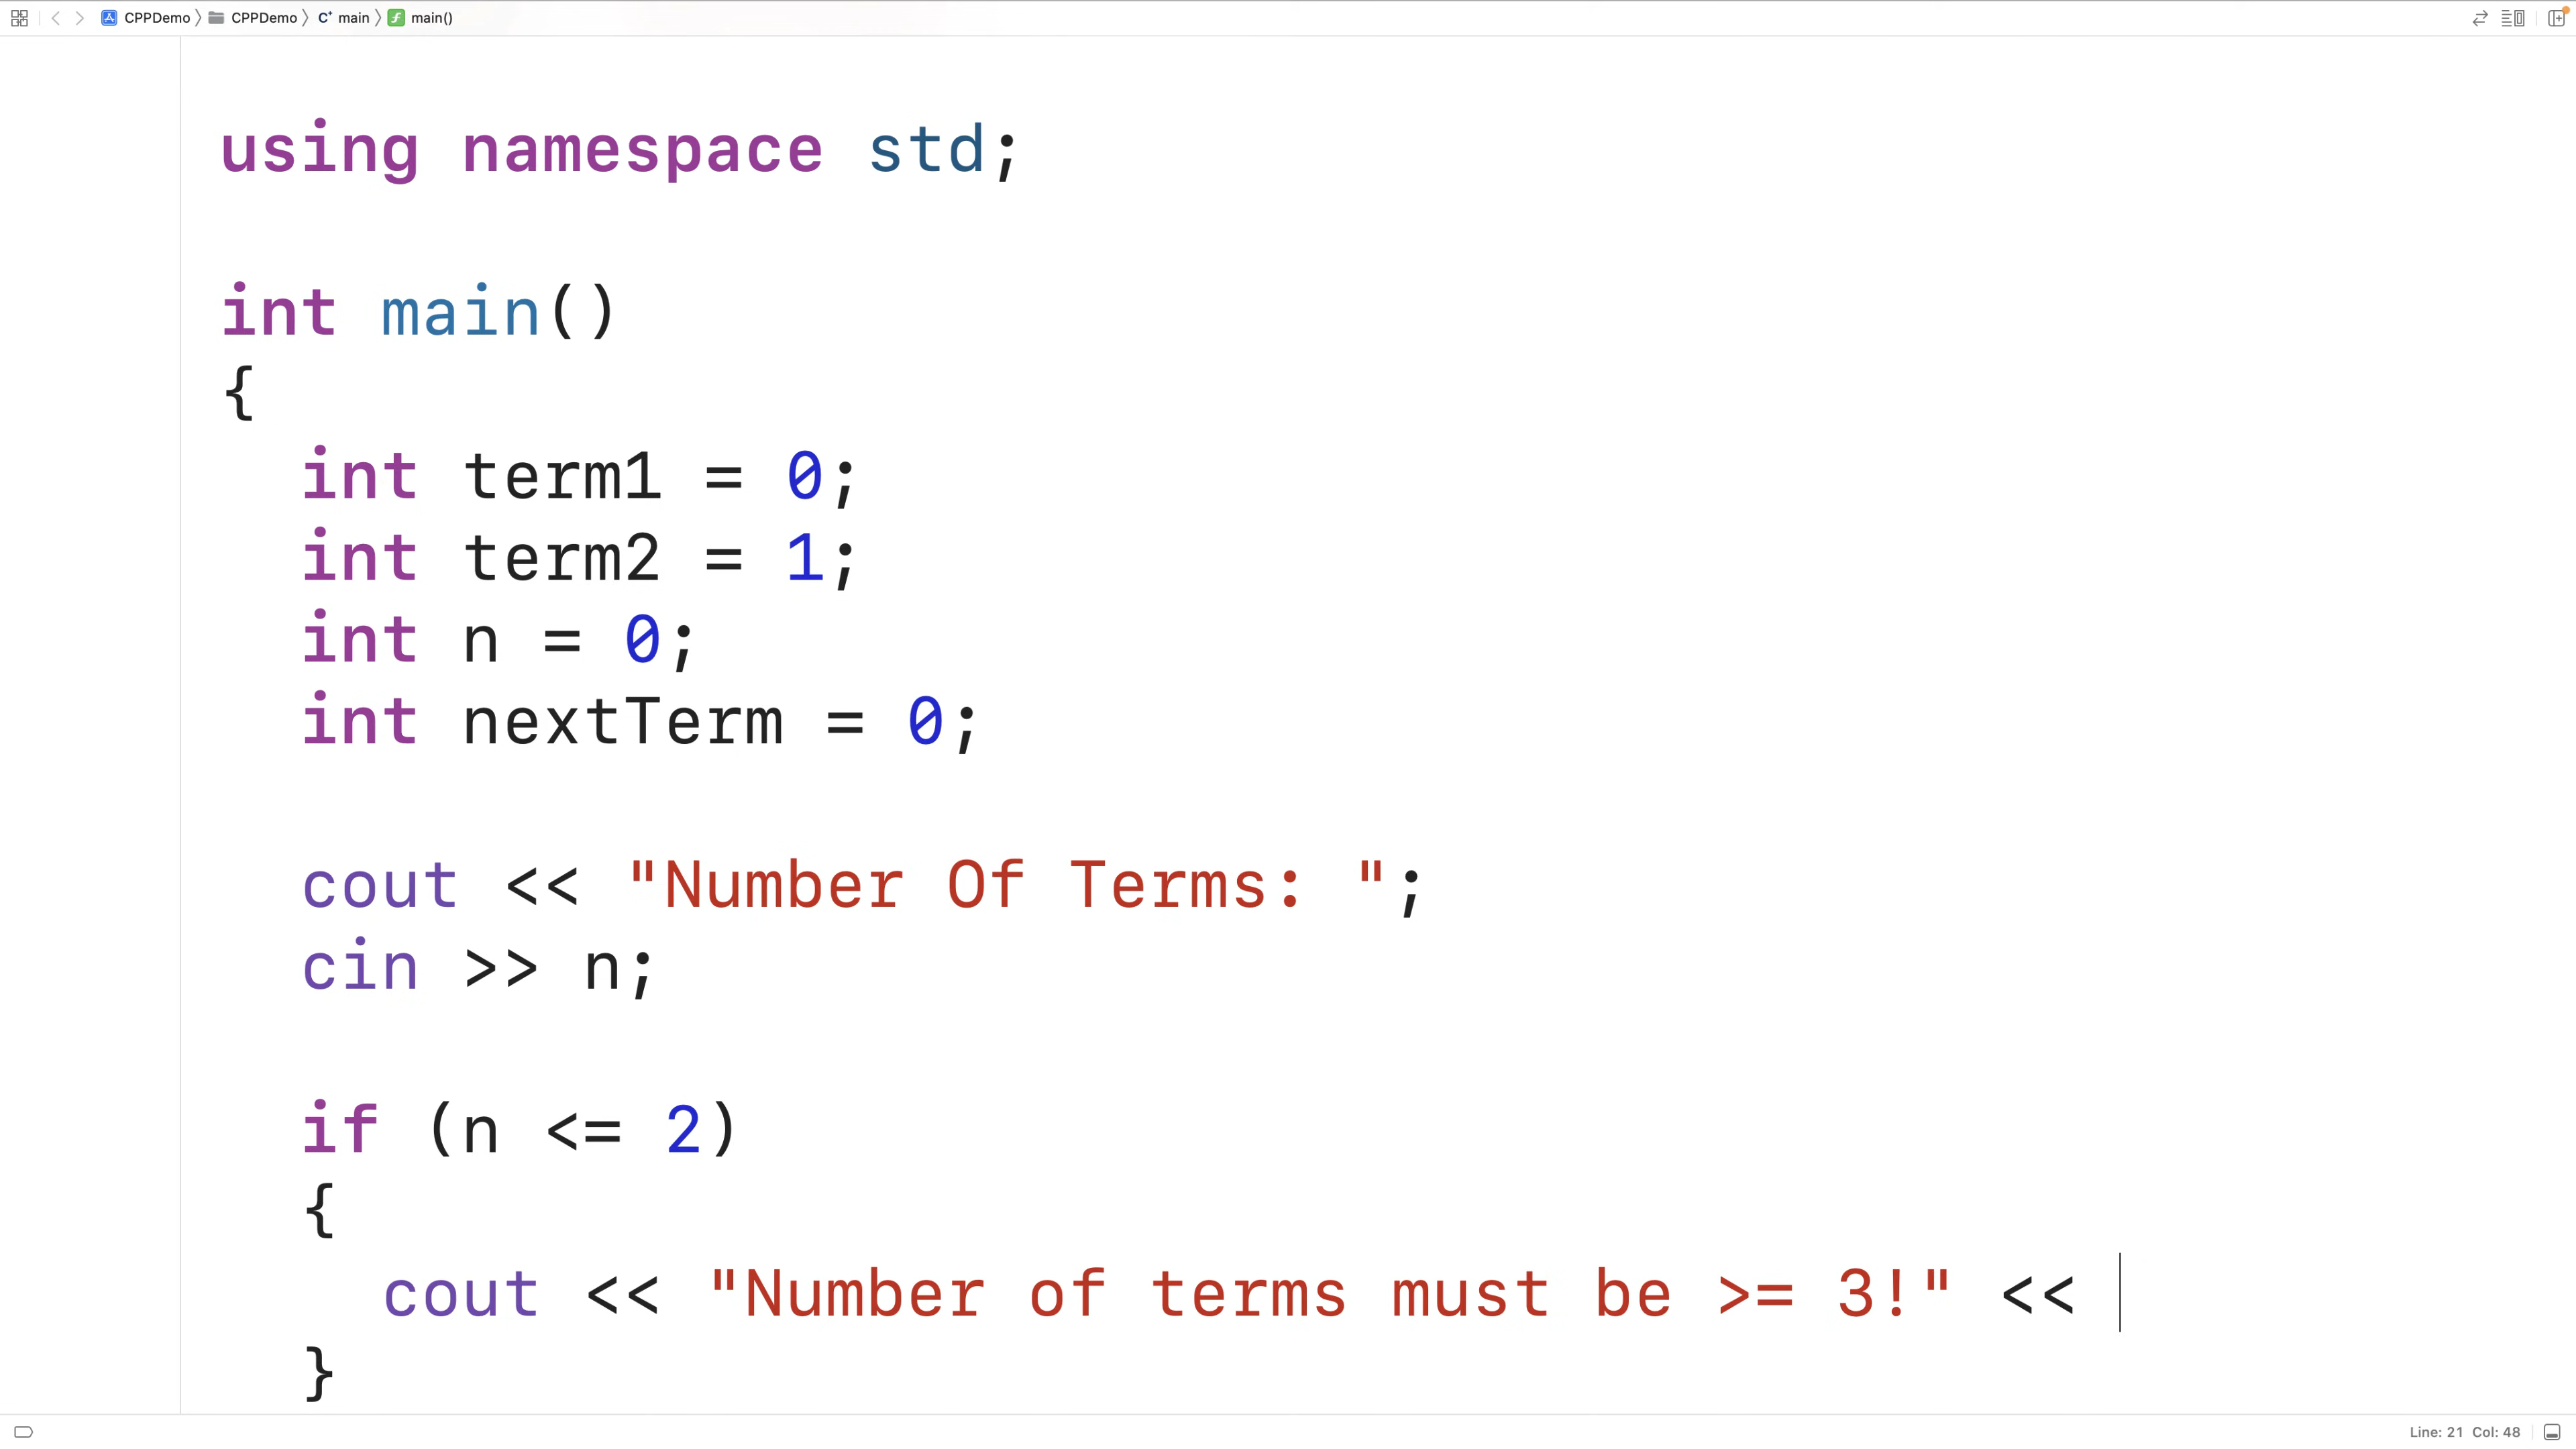 CPPDemo CPPDemo C+ main f main()
using namespace std;
int main()
{
int term1 = 0;
int term2 = 1;
int n = 0;
int nextTerm = 0;
cout << "Number Of Terms: ";
cin >> n;
if (n <= 2)
{
cout << "Number of terms must be >= 3!" <<
}
Line: 21 Col: 48